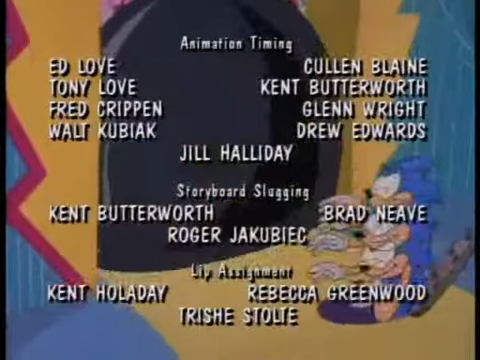 Animation Timing
ED LOVE CULLEN BLAINE
TONY LOVE KENT BUTTERWORTH
FRED CRIPPEN GLENN WRIGHT
WALT KUBIAK DREW EDWARDS
JILL HALLIDAY
Storyboard Slugging
KENT BUTTERWORTH BRAD NEAVE
ROGER JAKUBIEC
Lip Assignment
KENT HOLADAY REBECCA GREENWOOD
TRISHE STOLTE